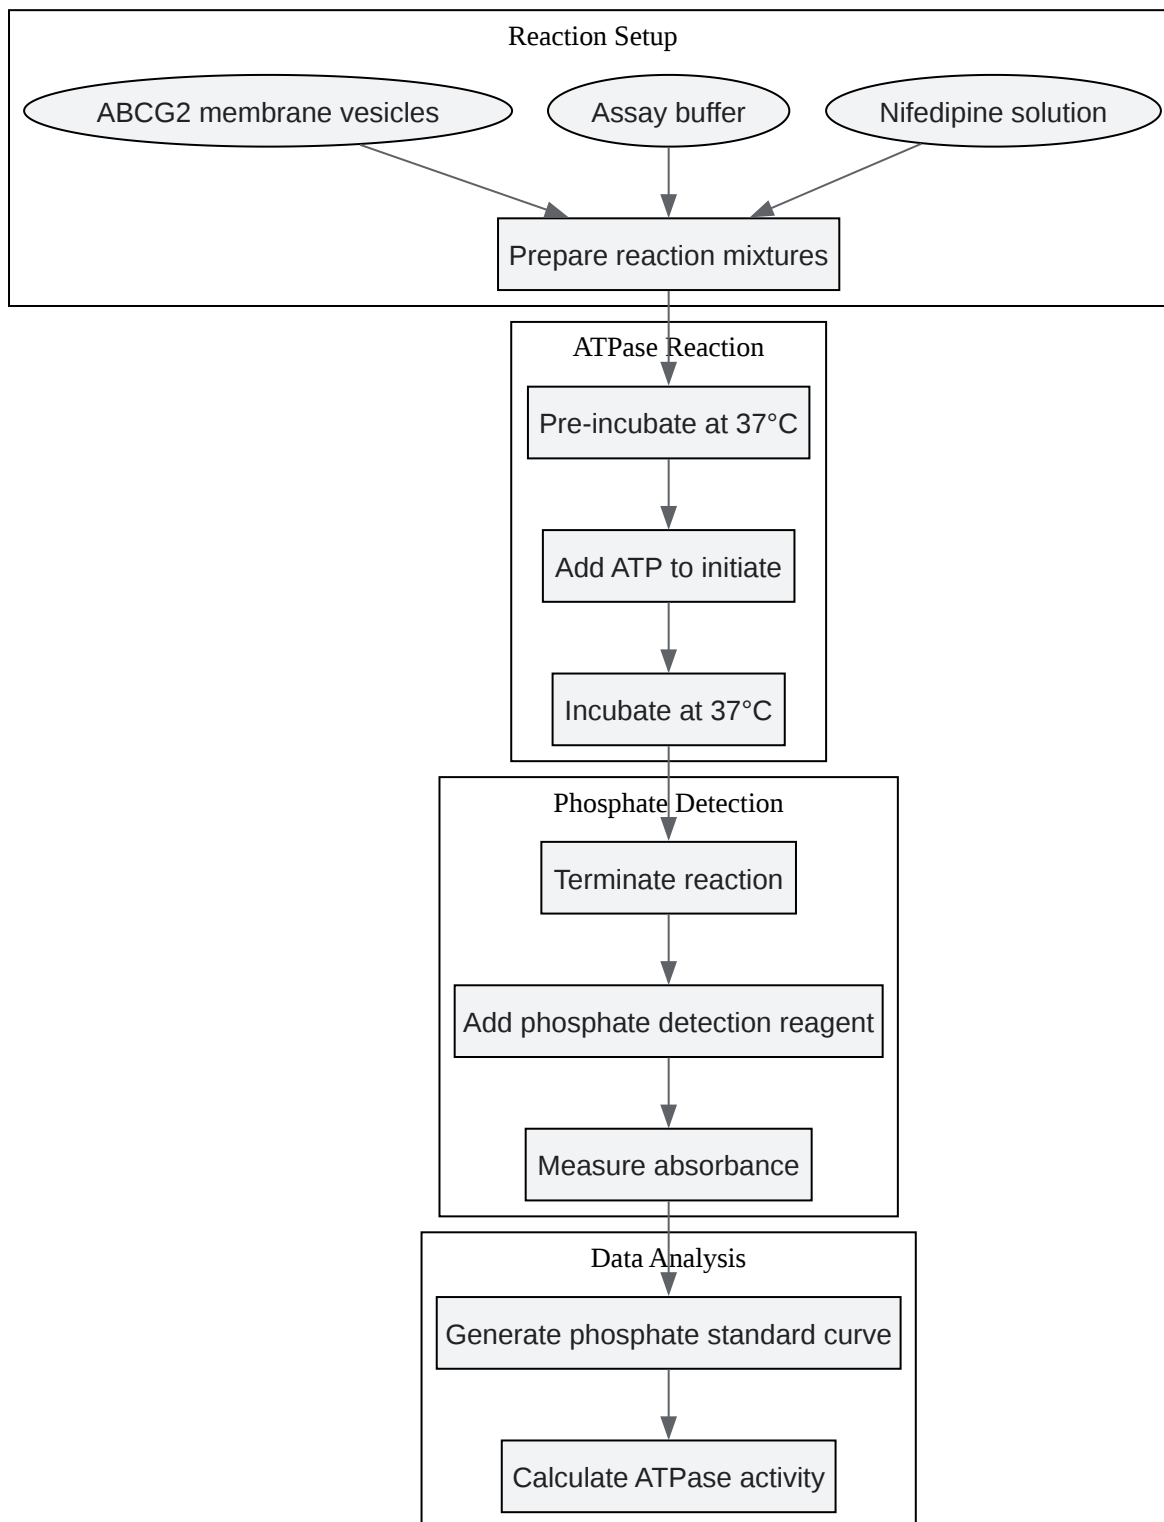 Reaction Setup
ABCG2 membrane vesicles
Assay buffer
Nifedipine solution
Prepare reaction mixtures
ATPase Reaction
Pre-incubate at 37°C
Add ATP to initiate
Incubate at 37°C
Phosphate Detection
Terminate reaction
Add phosphate detection reagent
Measure absorbance
Data Analysis
Generate phosphate standard curve
Calculate ATPase activity